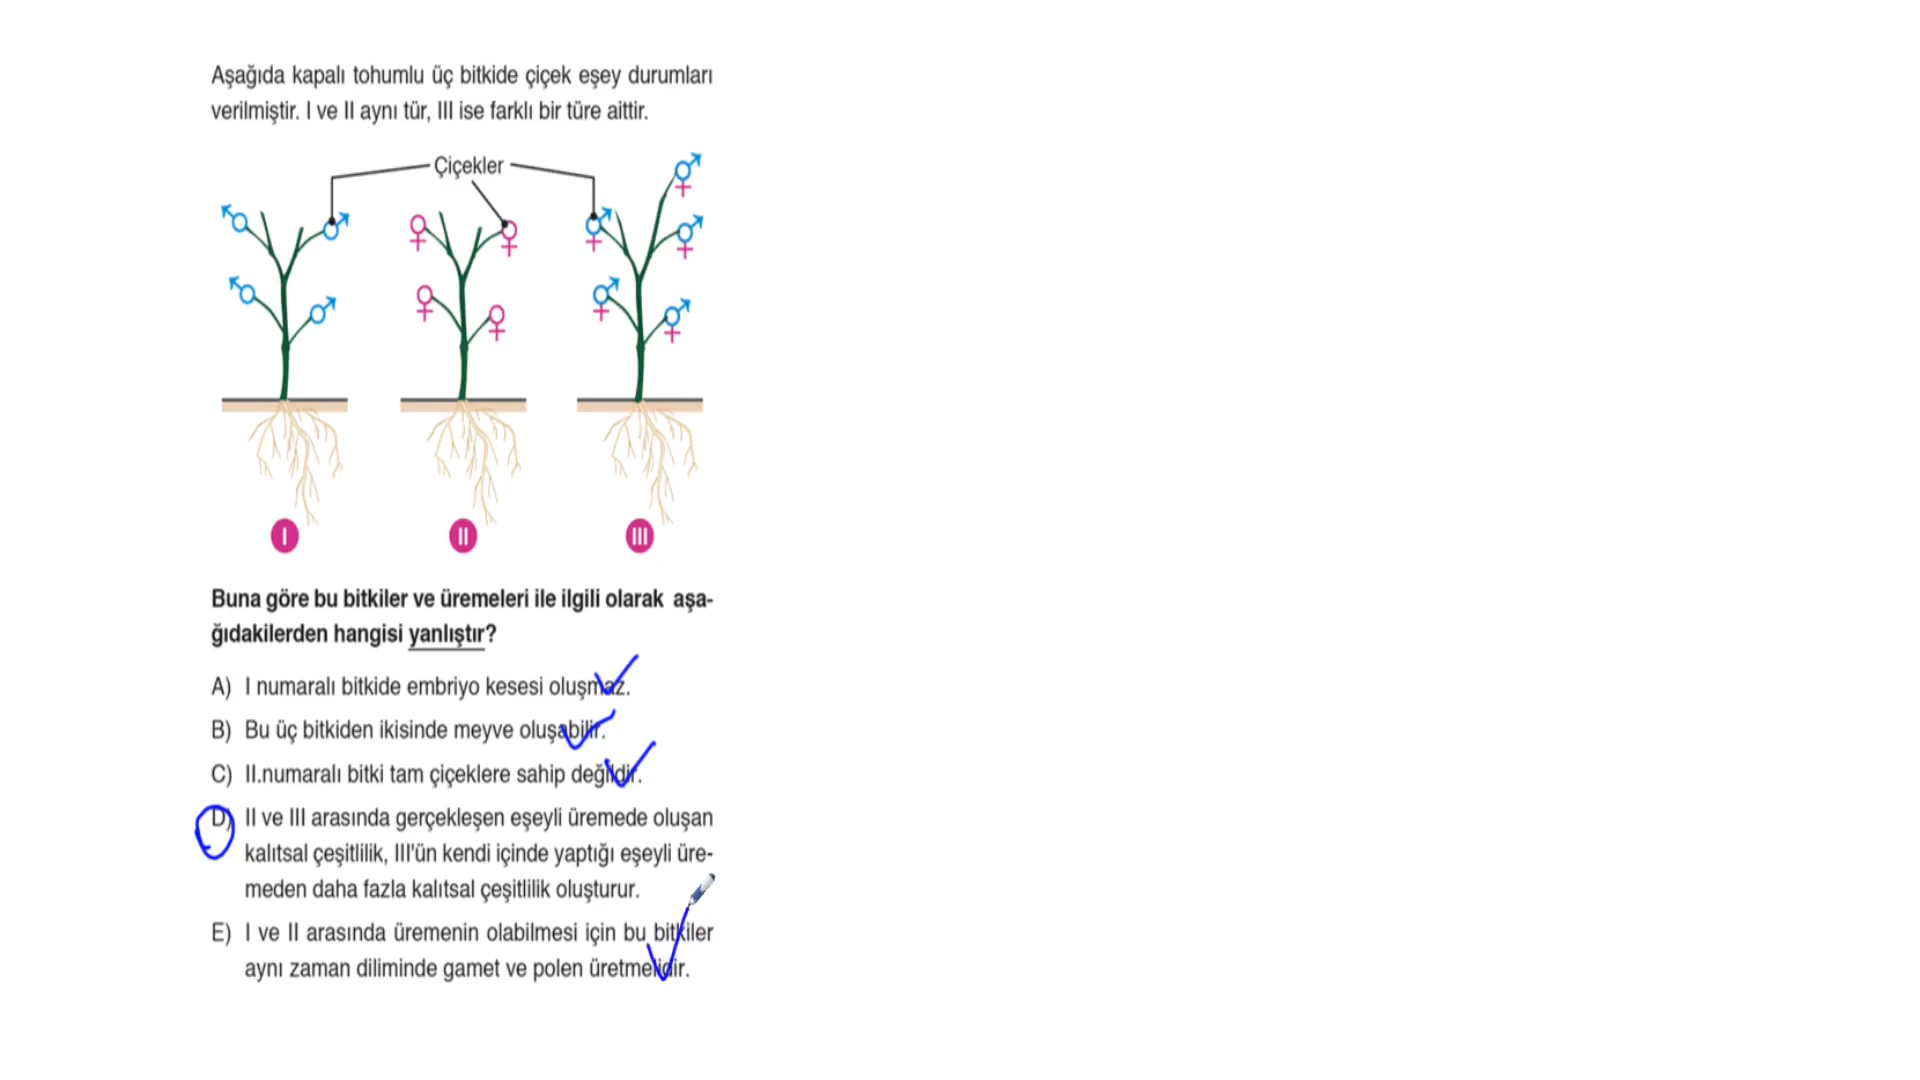 Aşağıda kapalı tohumlu üç bitkide çiçek eşey durumları
verilmiştir. I ve II aynı tür, III ise farklı bir türe aittir.
Çiçekler
I
II
III
Buna göre bu bitkiler ve üremeleri ile ilgili olarak aşa-
ğıdakilerden hangisi yanlıştır?
A) I numaralı bitkide embriyo kesesi oluşmaz.
B) Bu üç bitkiden ikisinde meyve oluşabilir.
C) II.numaralı bitki tam çiçeklere sahip değildir.
D) II ve III arasında gerçekleşen eşeyli üremede oluşan
kalıtsal çeşitlilik, III'ün kendi içinde yaptığı eşeyli üre-
meden daha fazla kalıtsal çeşitlilik oluşturur.
E) I ve II arasında üremenin olabilmesi için bu bitkiler
aynı zaman diliminde gamet ve polen üretmelidir.